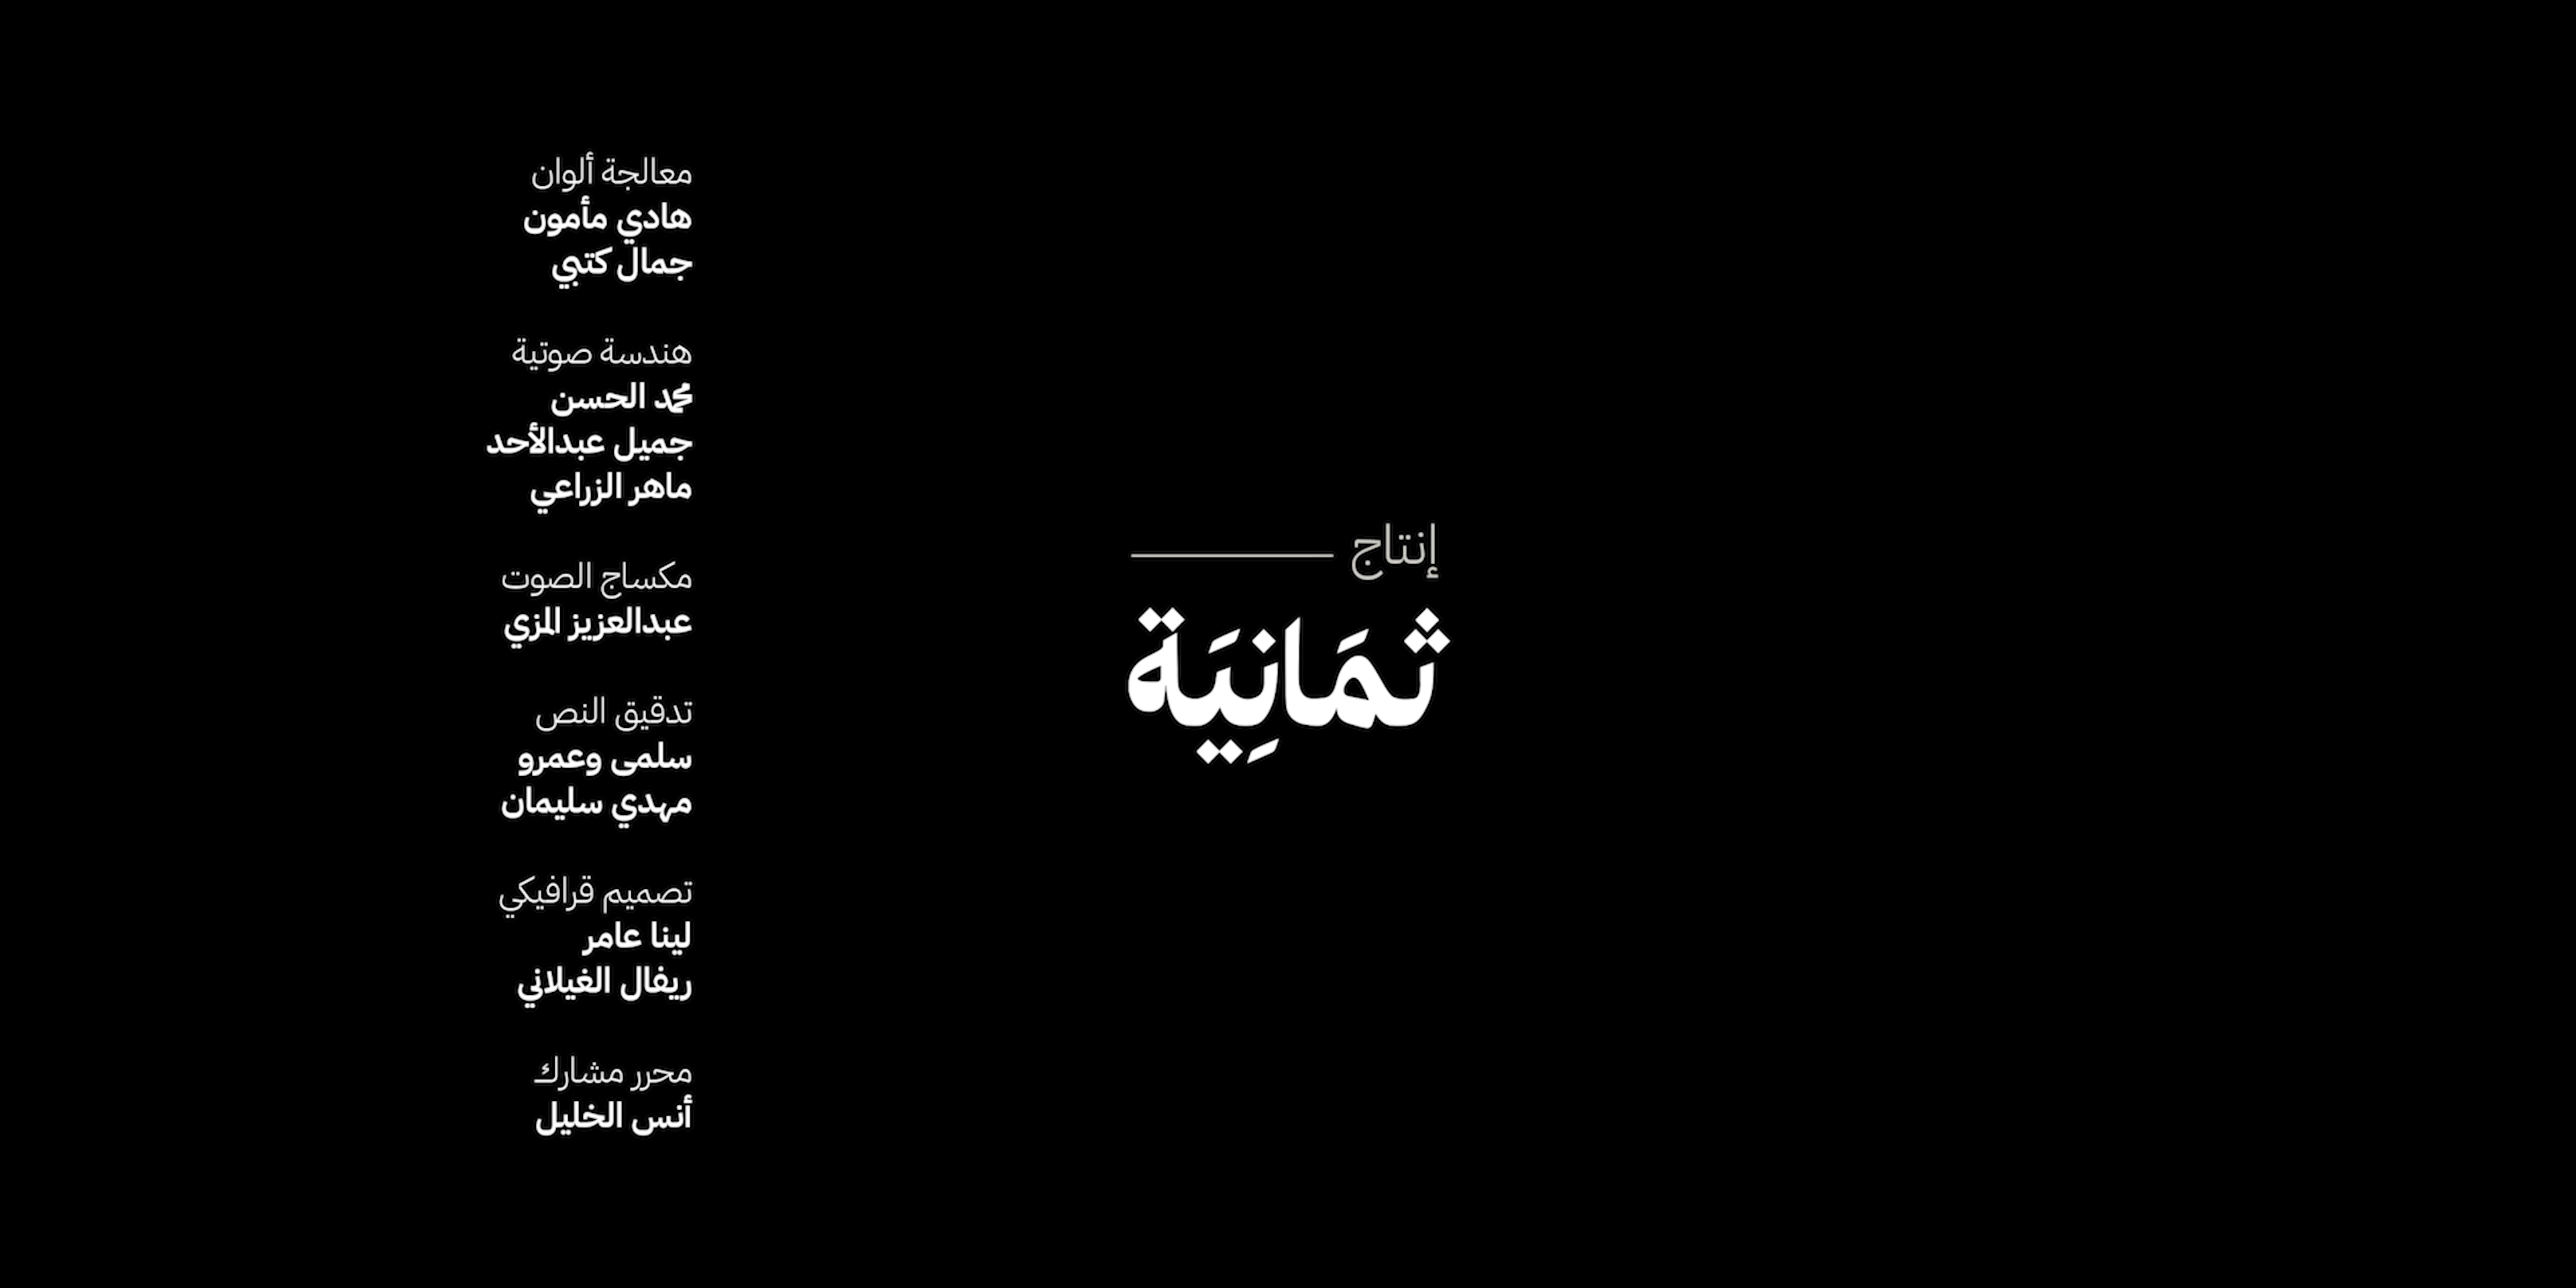 إنتاج
ثمَانِيَة
معالجة ألوان
هادي مأمون
جمال كتبي
هندسة صوتية
محمد الحسن
جميل عبدالأحد
ماهر الزراعي
مكساج الصوت
عبدالعزيز المزي
تدقيق النص
سلمى وعمرو
مهدي سليمان
تصميم قرافيكي
لينا عامر
ريفال الغيلاني
محرر مشارك
أنس الخليل